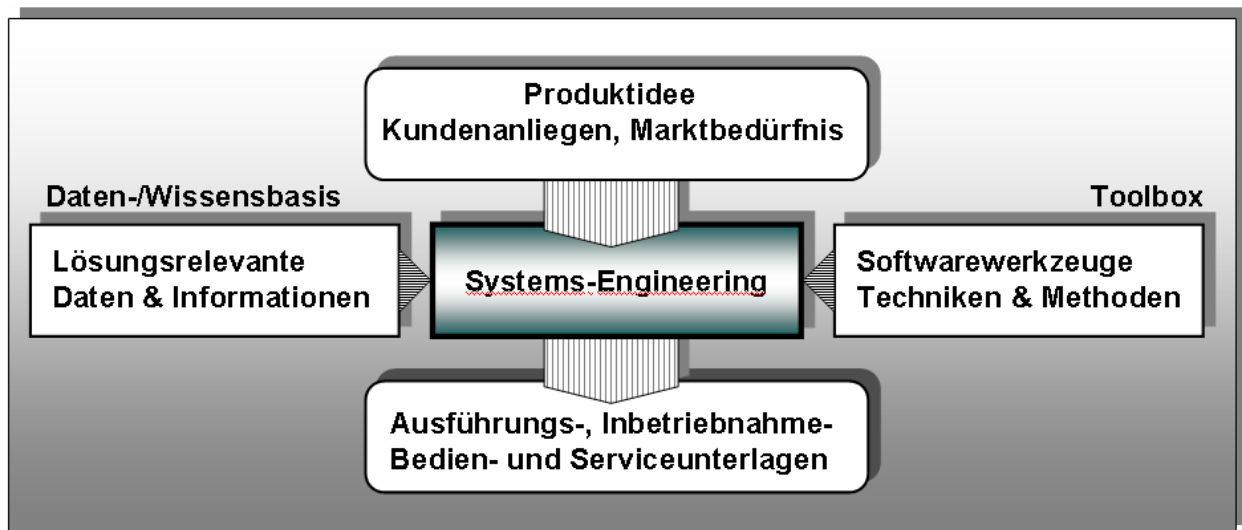 Produktidee
Kundenanliegen, Marktbedürfnis
Daten-/Wissensbasis
Toolbox
Lösungsrelevante
Daten & Informationen
Systems-Engineering
Softwarewerkzeuge
Techniken & Methoden
Ausführungs-, Inbetriebnahme-
Bedien- und Serviceunterlagen